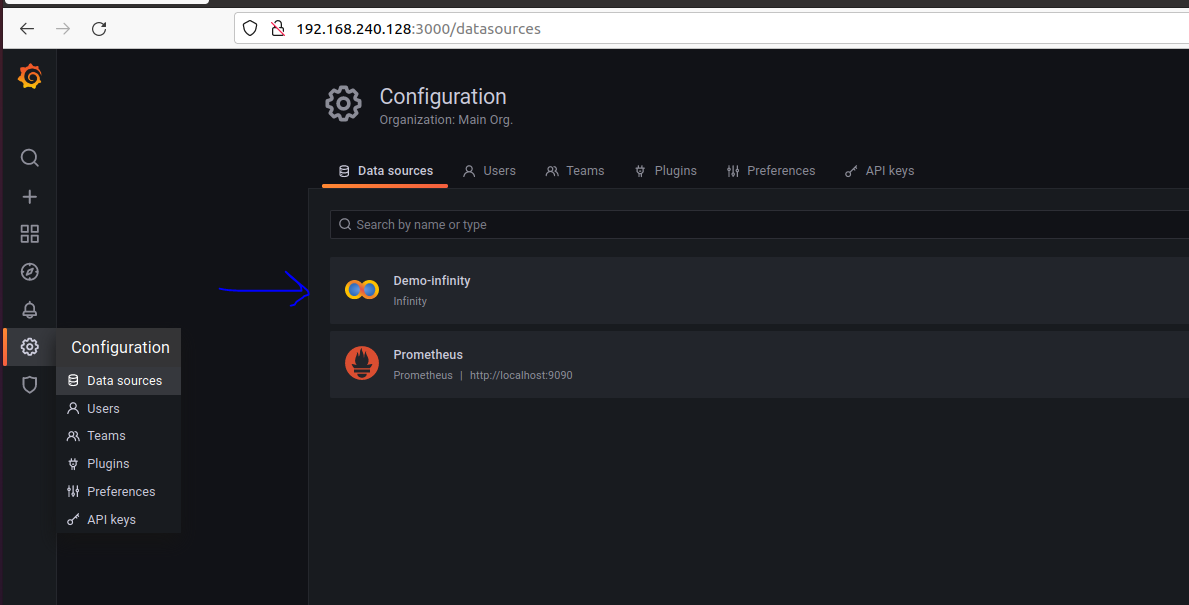 192.168.240.128:3000/datasources
Configuration
Organization: Main Org.
Data sources Users Teams Plugins Preferences API keys
Search by name or type
Demo-infinity
Infinity
Prometheus
Prometheus | http://localhost:9090
Configuration
Data sources
Users
Teams
Plugins
Preferences
API keys